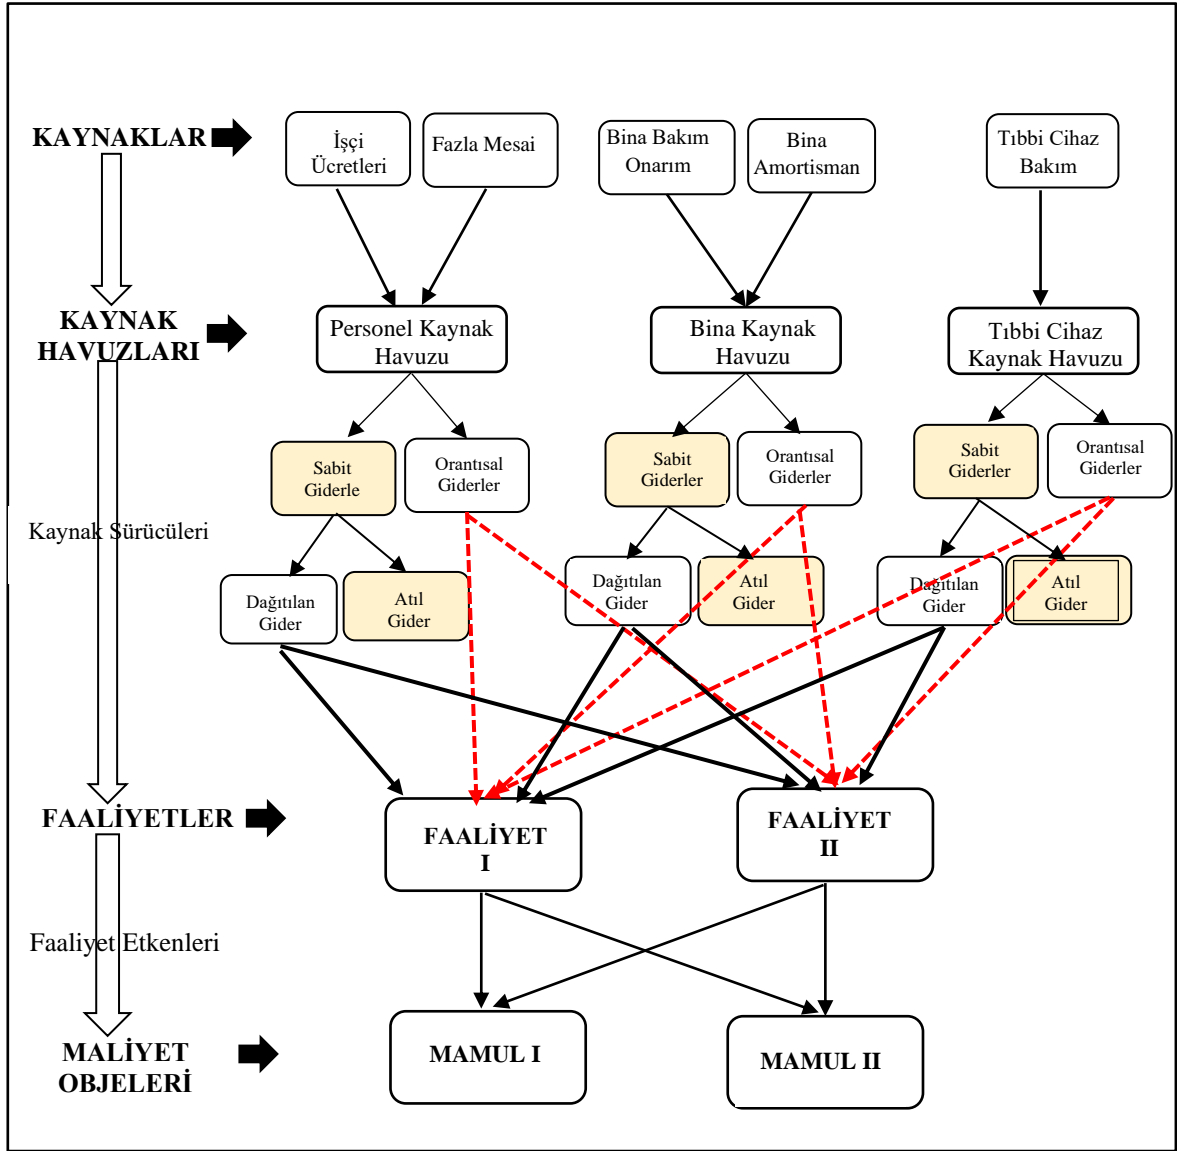 KAYNAKLAR
İşçi
Ücretleri
Fazla Mesai
Bina Bakım
Onarım
Bina
Amortisman
Tıbbi Cihaz
Bakım
KAYNAK
HAVUZLARI
Personel Kaynak
Havuzu
Bina Kaynak
Havuzu
Tıbbi Cihaz
Kaynak Havuzu
Sabit
Giderle
Orantısal
Giderler
Sabit
Giderler
Orantısal
Giderler
Sabit
Giderler
Orantısal
Giderler
Kaynak Sürücüleri
Dağıtılan
Gider
Atıl
Gider
Dağıtılan
Gider
Atıl
Gider
Dağıtılan
Gider
Atıl
Gider
FAALİYETLER
FAALİYET
I
FAALİYET
II
Faaliyet Etkenleri
MALİYET
OBJELERİ
MAMUL I
MAMUL II